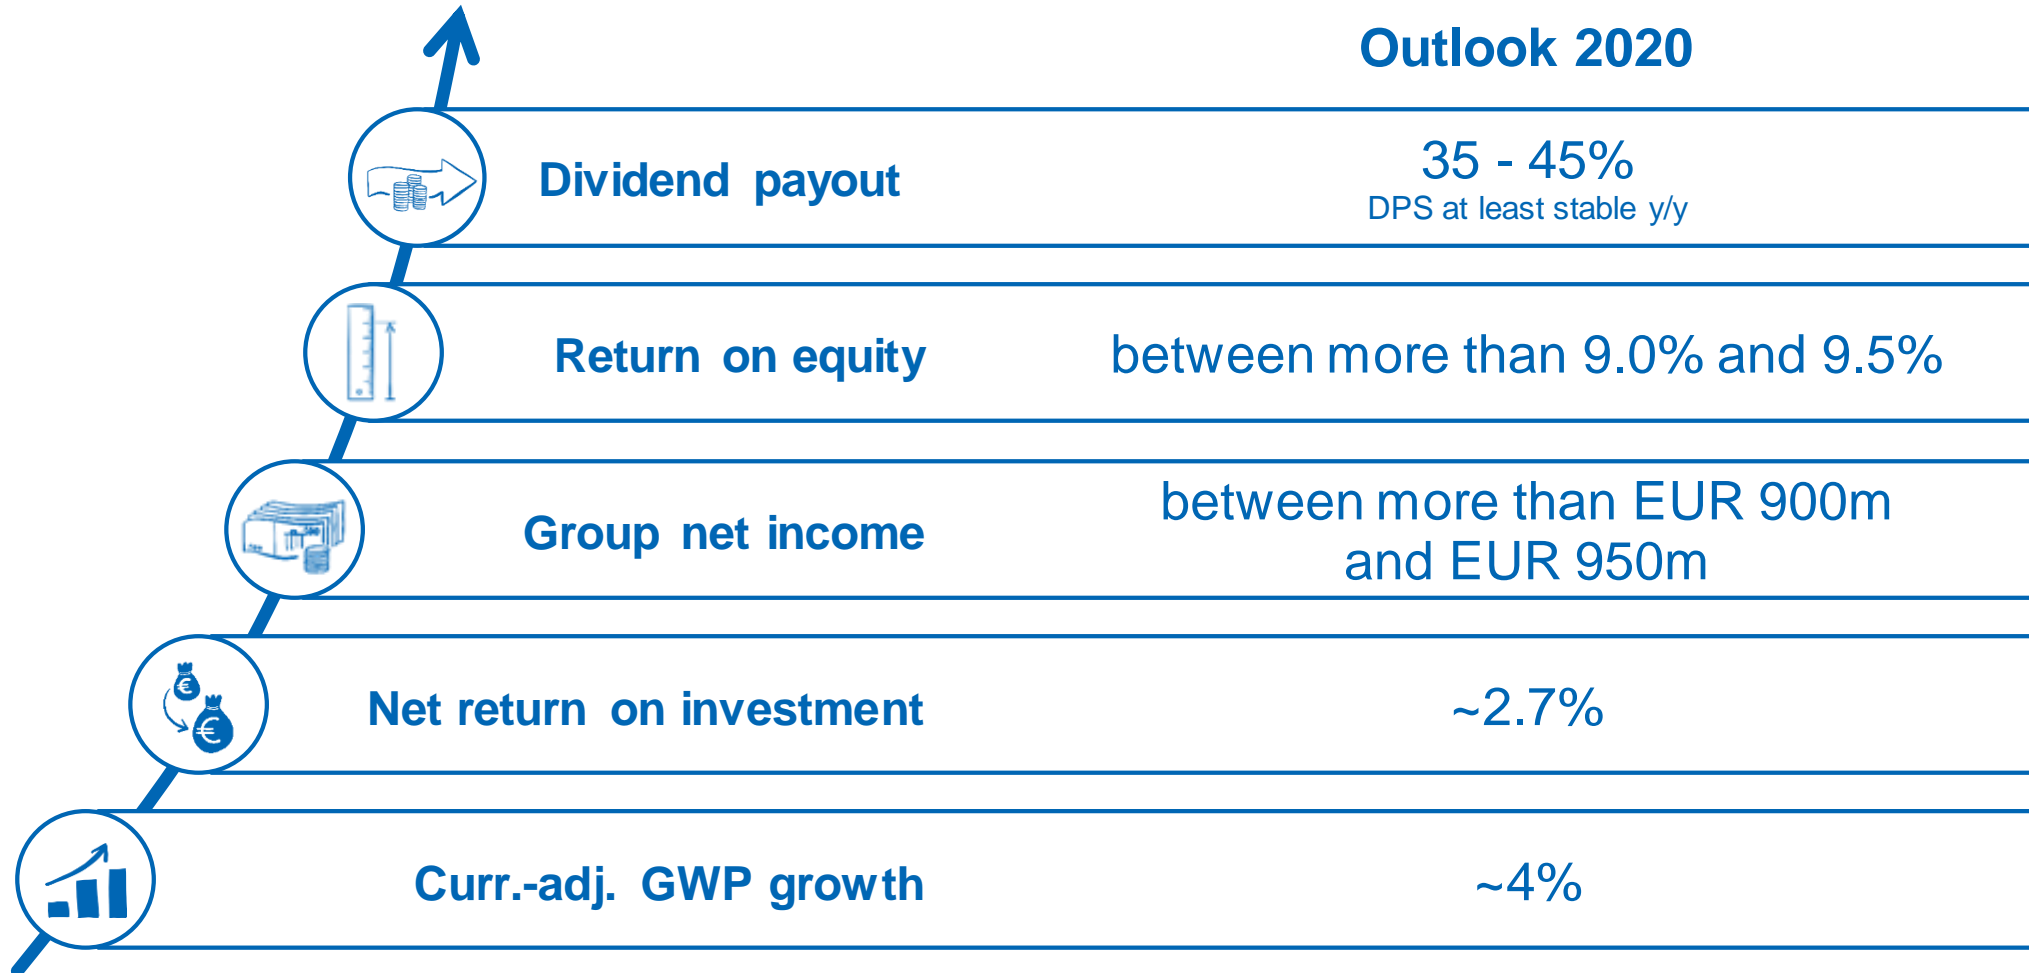 Outlook 2020
Dividend payout
35 - 45%
DPS at least stable y/y
Return on equity
between more than 9.0% and 9.5%
Group net income
between more than EUR 900m
and EUR 950m
Net return on investment
~2.7%
Curr.-adj. GWP growth
~4%